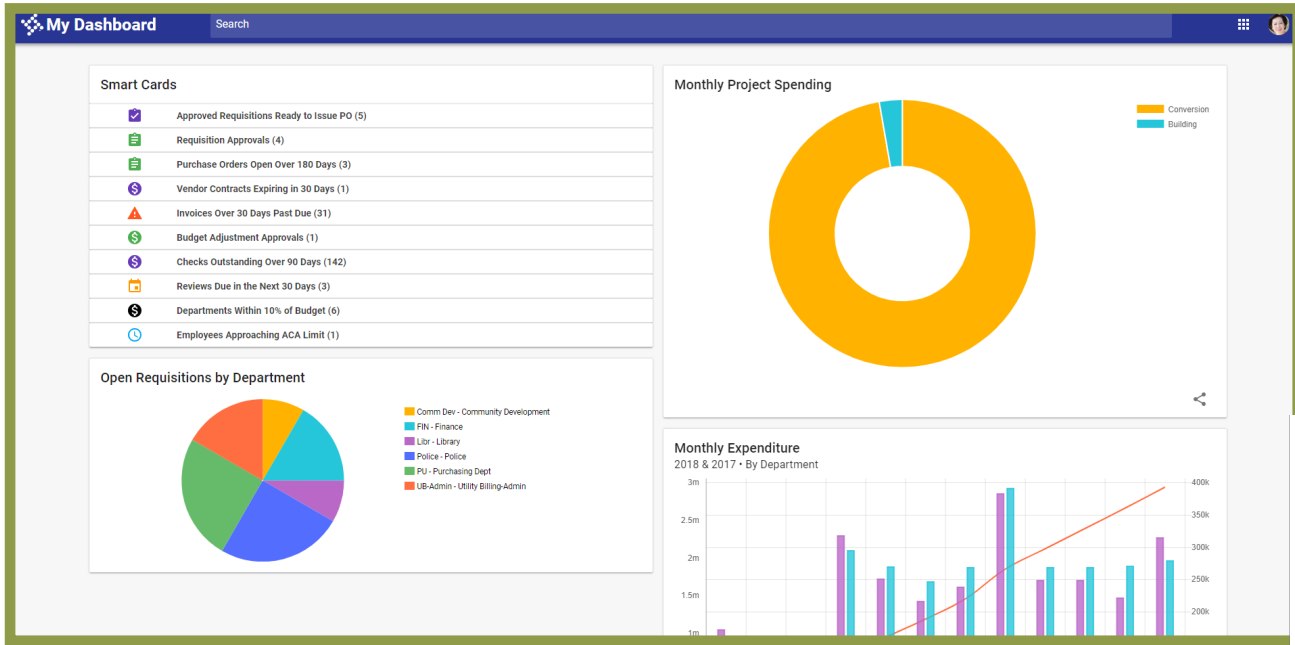 My Dashboard
Search
Smart Cards
Approved Requisitions Ready to Issue PO (5)
Requisition Approvals (4)
Purchase Orders Open Over 180 Days (3)
Vendor Contracts Expiring in 30 Days (1)
Invoices Over 30 Days Past Due (31)
Budget Adjustment Approvals (1)
Checks Outstanding Over 90 Days (142)
Reviews Due in the Next 30 Days (3)
Departments Within 10% of Budget (6)
Employees Approaching ACA Limit (1)
Open Requisitions by Department
Comm Dev - Community Development
FIN - Finance
Libr - Library
Police - Police
PU - Purchasing Dept
UB-Admin - Utility Billing-Admin
Monthly Project Spending
Conversion
Building
Monthly Expenditure
2018 & 2017 • By Department
3m
2.5m
2m
1.5m
1m
400k
350k
300k
250k
200k